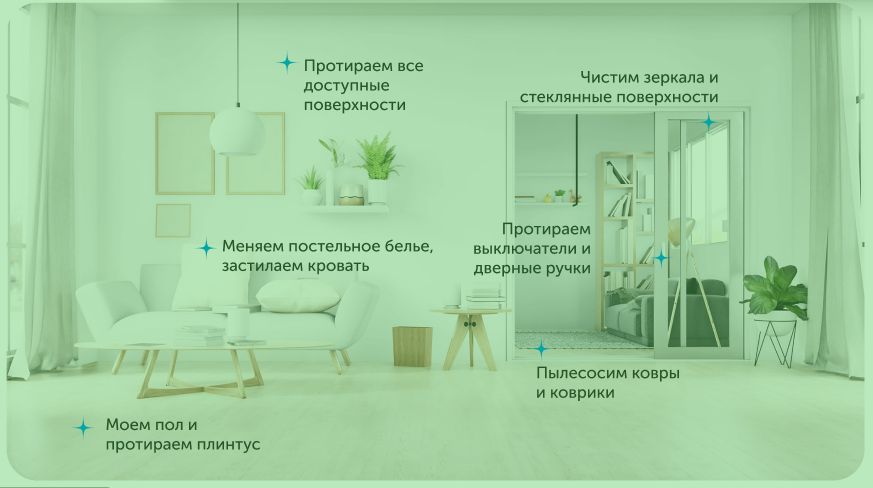 Протираем все
доступные
поверхности
Чистим зеркала и
стеклянные поверхности
Меняем постельное белье,
застилаем кровать
Протираем
выключатели и
дверные ручки
Пылесосим ковры
и коврики
Моем пол и
протираем плинтус